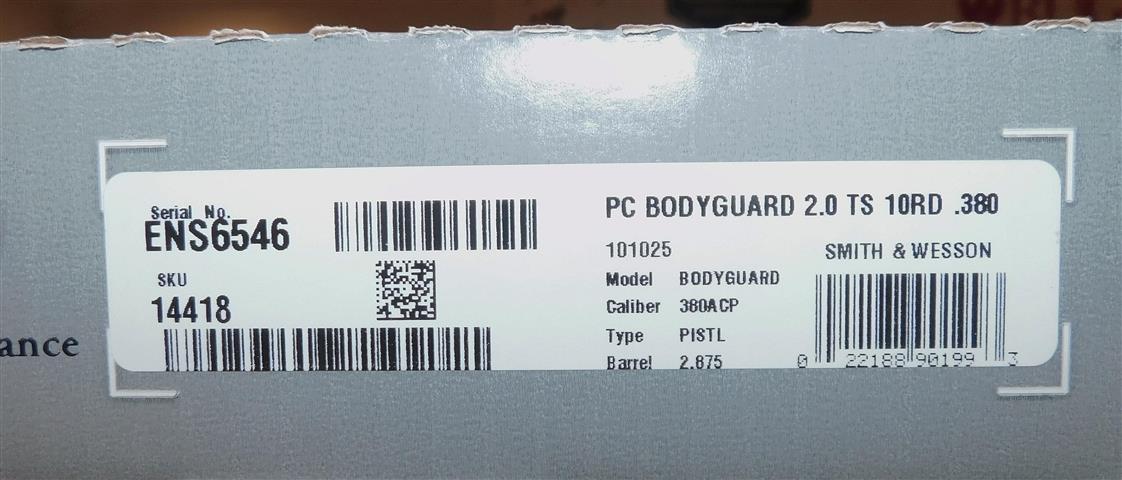 Serial No.
ENS6546
SKU
14418
PC BODYGUARD 2.0 TS 10RD .380
101025
SMITH & WESSON
Model BODYGUARD
Caliber 380ACP
Type PISTL
Barrel 2.875
0 22188 90199 3
ance